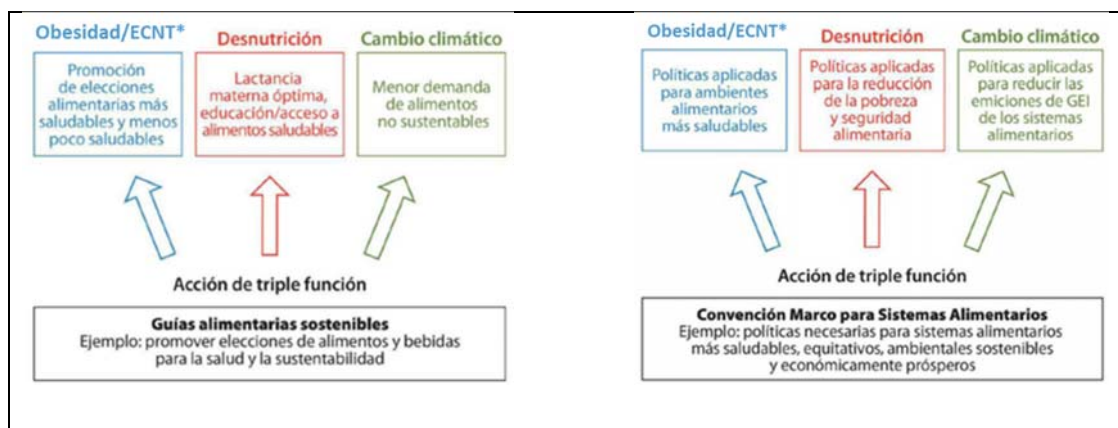 Obesidad/ECNT*
Promoción
de elecciones
alimentarias más
saludables y menos
poco saludables
Desnutrición
Lactancia
materna óptima,
educación/acceso a
alimentos saludables
Cambio climático
Menor demanda
de alimentos
no sustentables
Acción de triple función
Guías alimentarias sostenibles
Ejemplo: promover elecciones de alimentos y bebidas
para la salud y la sustentabilidad
Obesidad/ECNT*
Políticas aplicadas
para ambientes
alimentarios
más saludables
Desnutrición
Políticas aplicadas
para la reducción
de la pobreza
y seguridad
alimentaria
Cambio climático
Políticas aplicadas
para reducir las
emiciones de GEI
de los sistemas
alimentarios
Acción de triple función
Convención Marco para Sistemas Alimentarios
Ejemplo: políticas necesarias para sistemas alimentarios
más saludables, equitativos, ambientales sostenibles
y económicamente prósperos